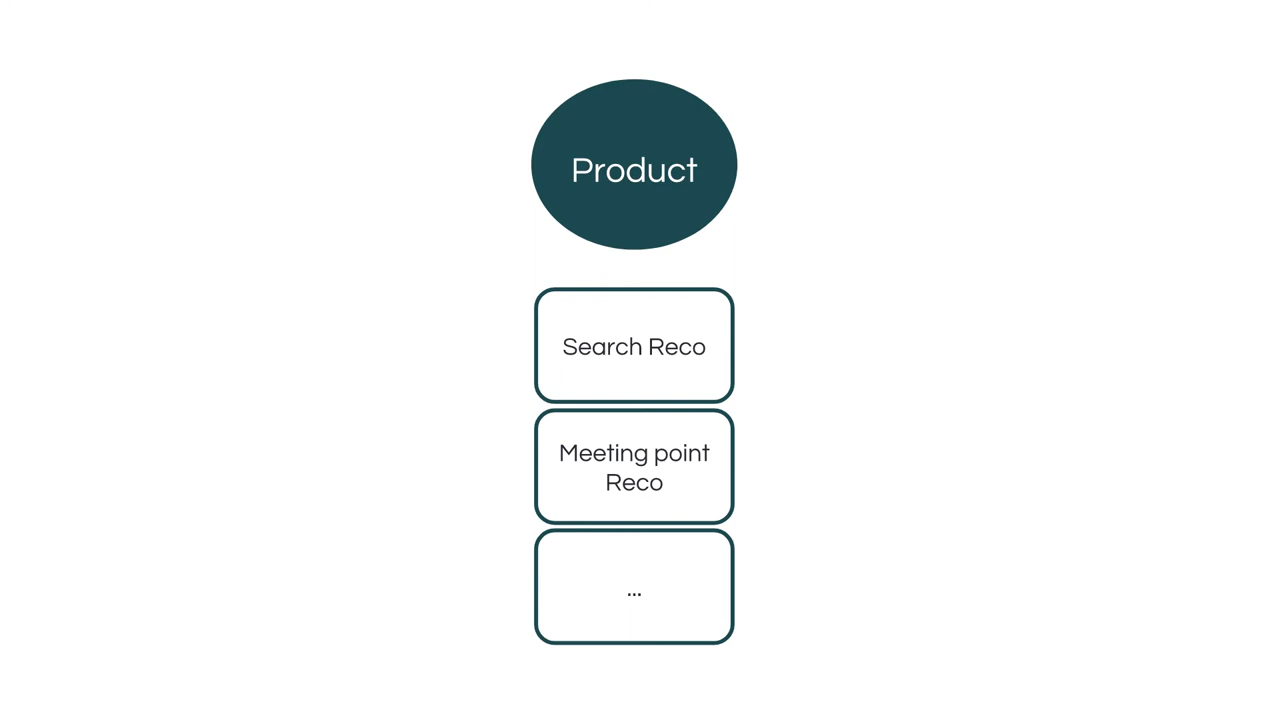 Product
Search Reco
Meeting point
Reco
...